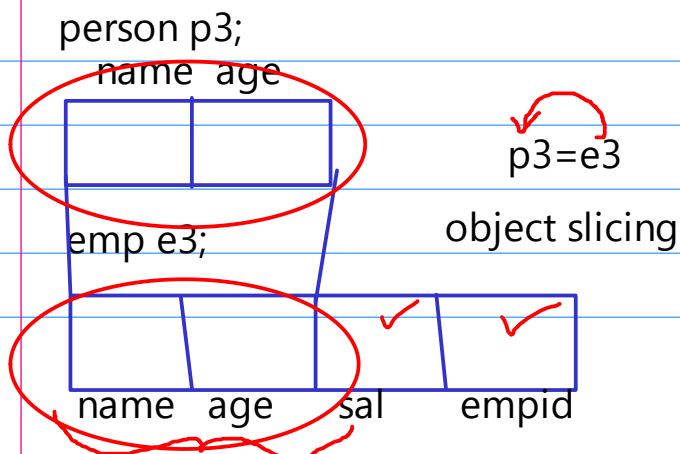 person p3;
name age
p3=e3
emp e3;
object slicing
name age sal empid